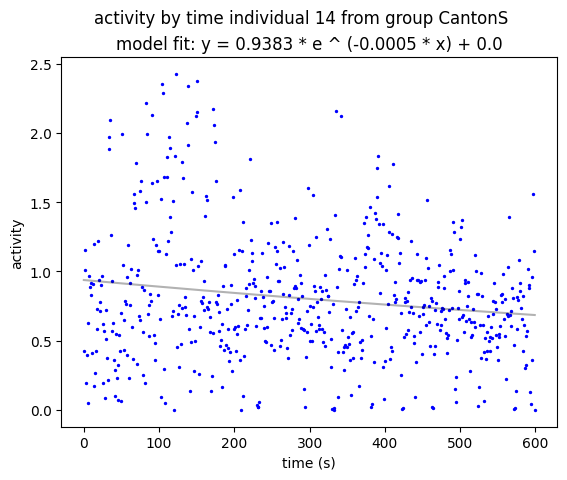 activity by time individual 14 from group CantonS
model fit: y = 0.9383 * e ^ (-0.0005 * x) + 0.0
2.5
2.0
1.5
1.0
0.5
0.0
activity
0 100 200 300 400 500 600
time (s)